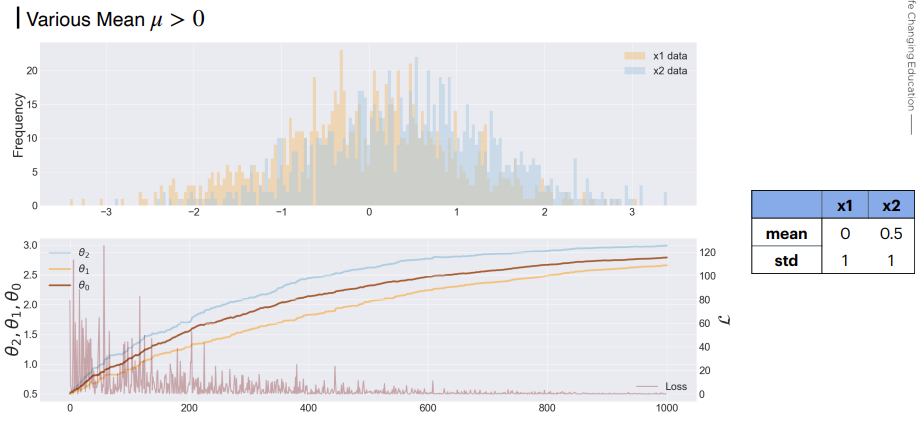 Various Mean μ > 0
fe Changing Education
x1 data
x2 data
Frequency
20
15
10
5
0
−3
−2
−1
0
1
2
3
x1 x2
mean 0 0.5
std 1 1
θ₂
θ₁
θ₀
θ₂, θ₁, θ₀
3.0
2.5
2.0
1.5
1.0
0.5
120
100
80
60
40
20
0
ℒ
Loss
0
200
400
600
800
1000